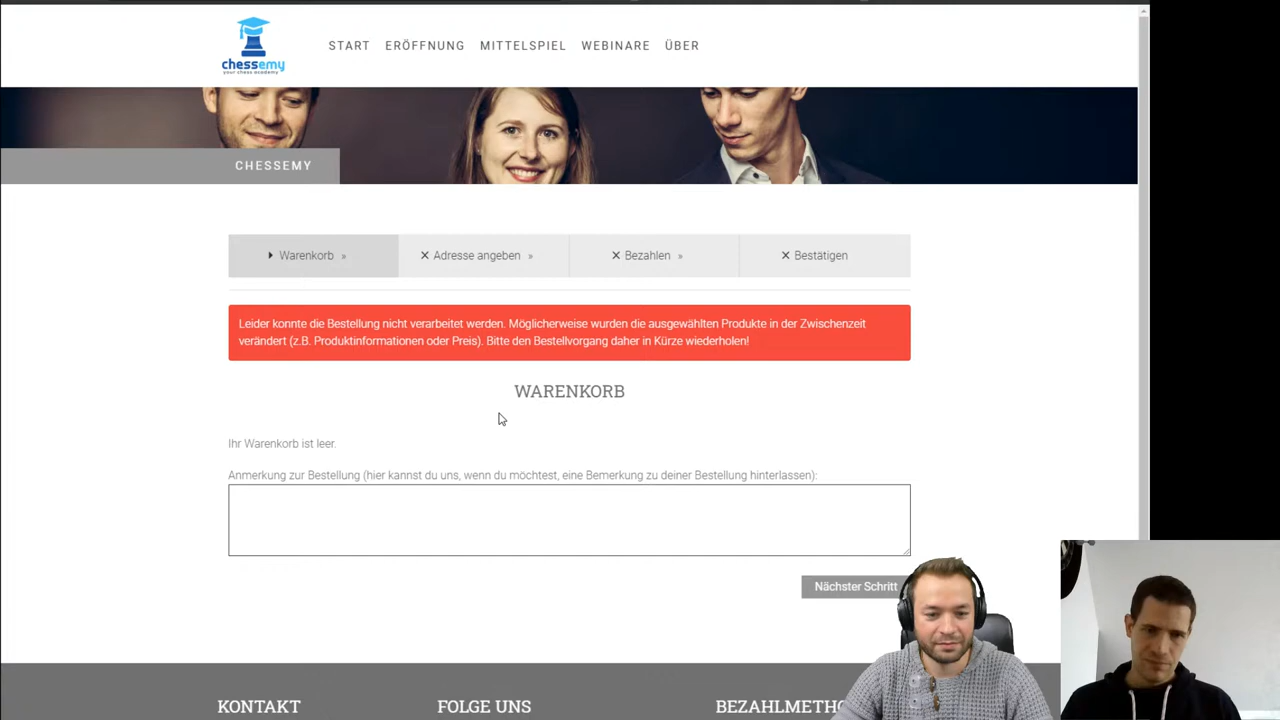 chessemy
your chess academy
START ERÖFFNUNG MITTELSPIEL WEBINARE ÜBER
CHESSEMY
Warenkorb » Adresse angeben » Bezahlen » Bestätigen
Leider konnte die Bestellung nicht verarbeitet werden. Möglicherweise wurden die ausgewählten Produkte in der Zwischenzeit
verändert (z.B. Produktinformationen oder Preis). Bitte den Bestellvorgang daher in Kürze wiederholen!
WARENKORB
Ihr Warenkorb ist leer.
Anmerkung zur Bestellung (hier kannst du uns, wenn du möchtest, eine Bemerkung zu deiner Bestellung hinterlassen):
Nächster Schritt
KONTAKT FOLGE UNS